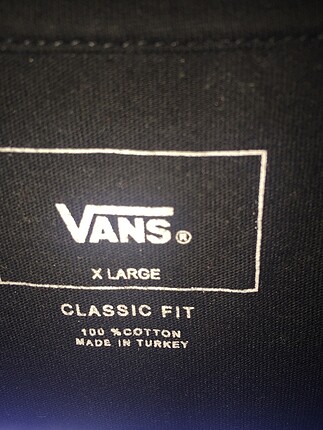 VANS®
X LARGE
CLASSIC FIT
100 %COTTON
MADE IN TURKEY